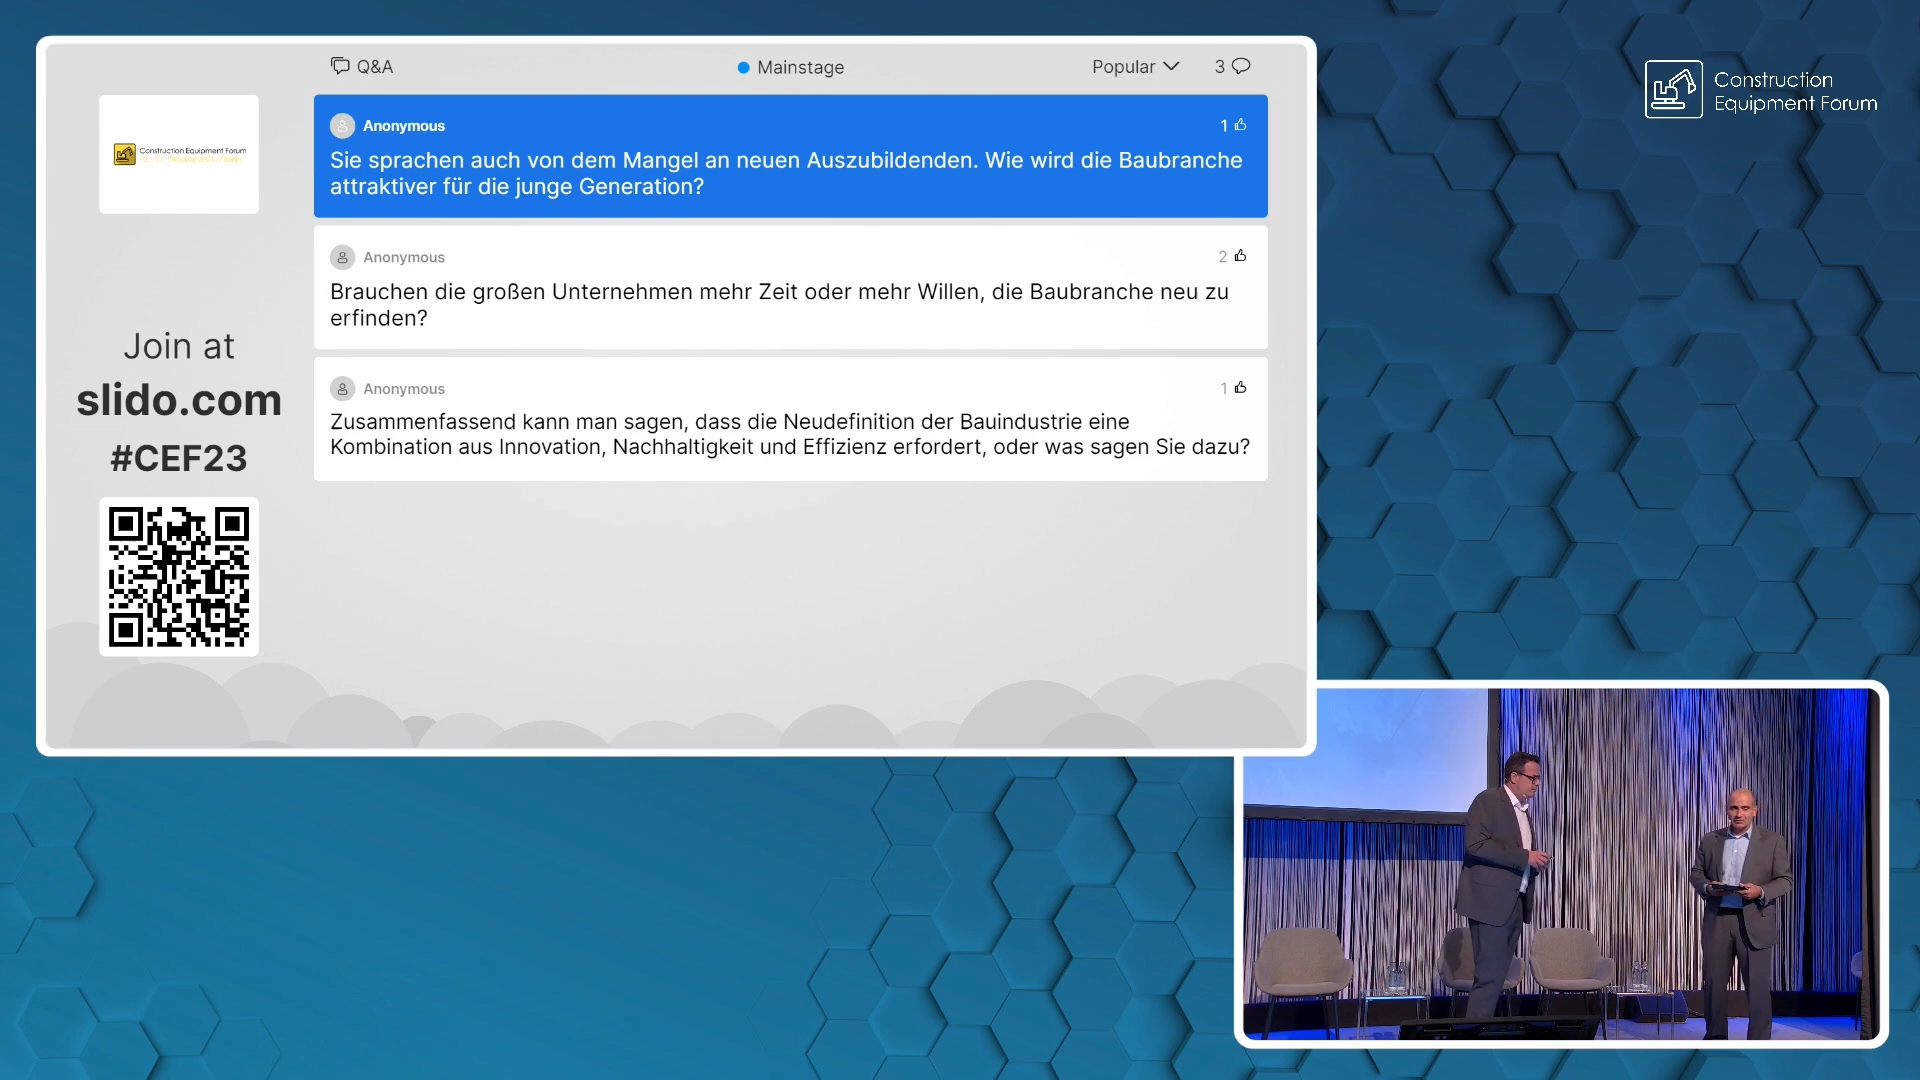 Q&A
Mainstage
Popular
3
Construction
Equipment Forum
Construction Equipment Forum
Anonymous
1
Sie sprachen auch von dem Mangel an neuen Auszubildenden. Wie wird die Baubranche
attraktiver für die junge Generation?
Anonymous
2
Brauchen die großen Unternehmen mehr Zeit oder mehr Willen, die Baubranche neu zu
erfinden?
Join at
slido.com
#CEF23
Anonymous
1
Zusammenfassend kann man sagen, dass die Neudefinition der Bauindustrie eine
Kombination aus Innovation, Nachhaltigkeit und Effizienz erfordert, oder was sagen Sie dazu?